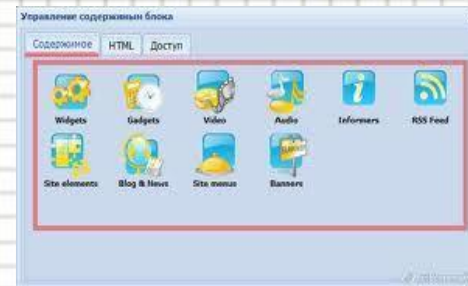 Управление содержимым блока
Содержимое HTML Доступ
Widgets Gadgets Video Audio Informers RSS Feed
Site elements Blog & News Site menus Banners